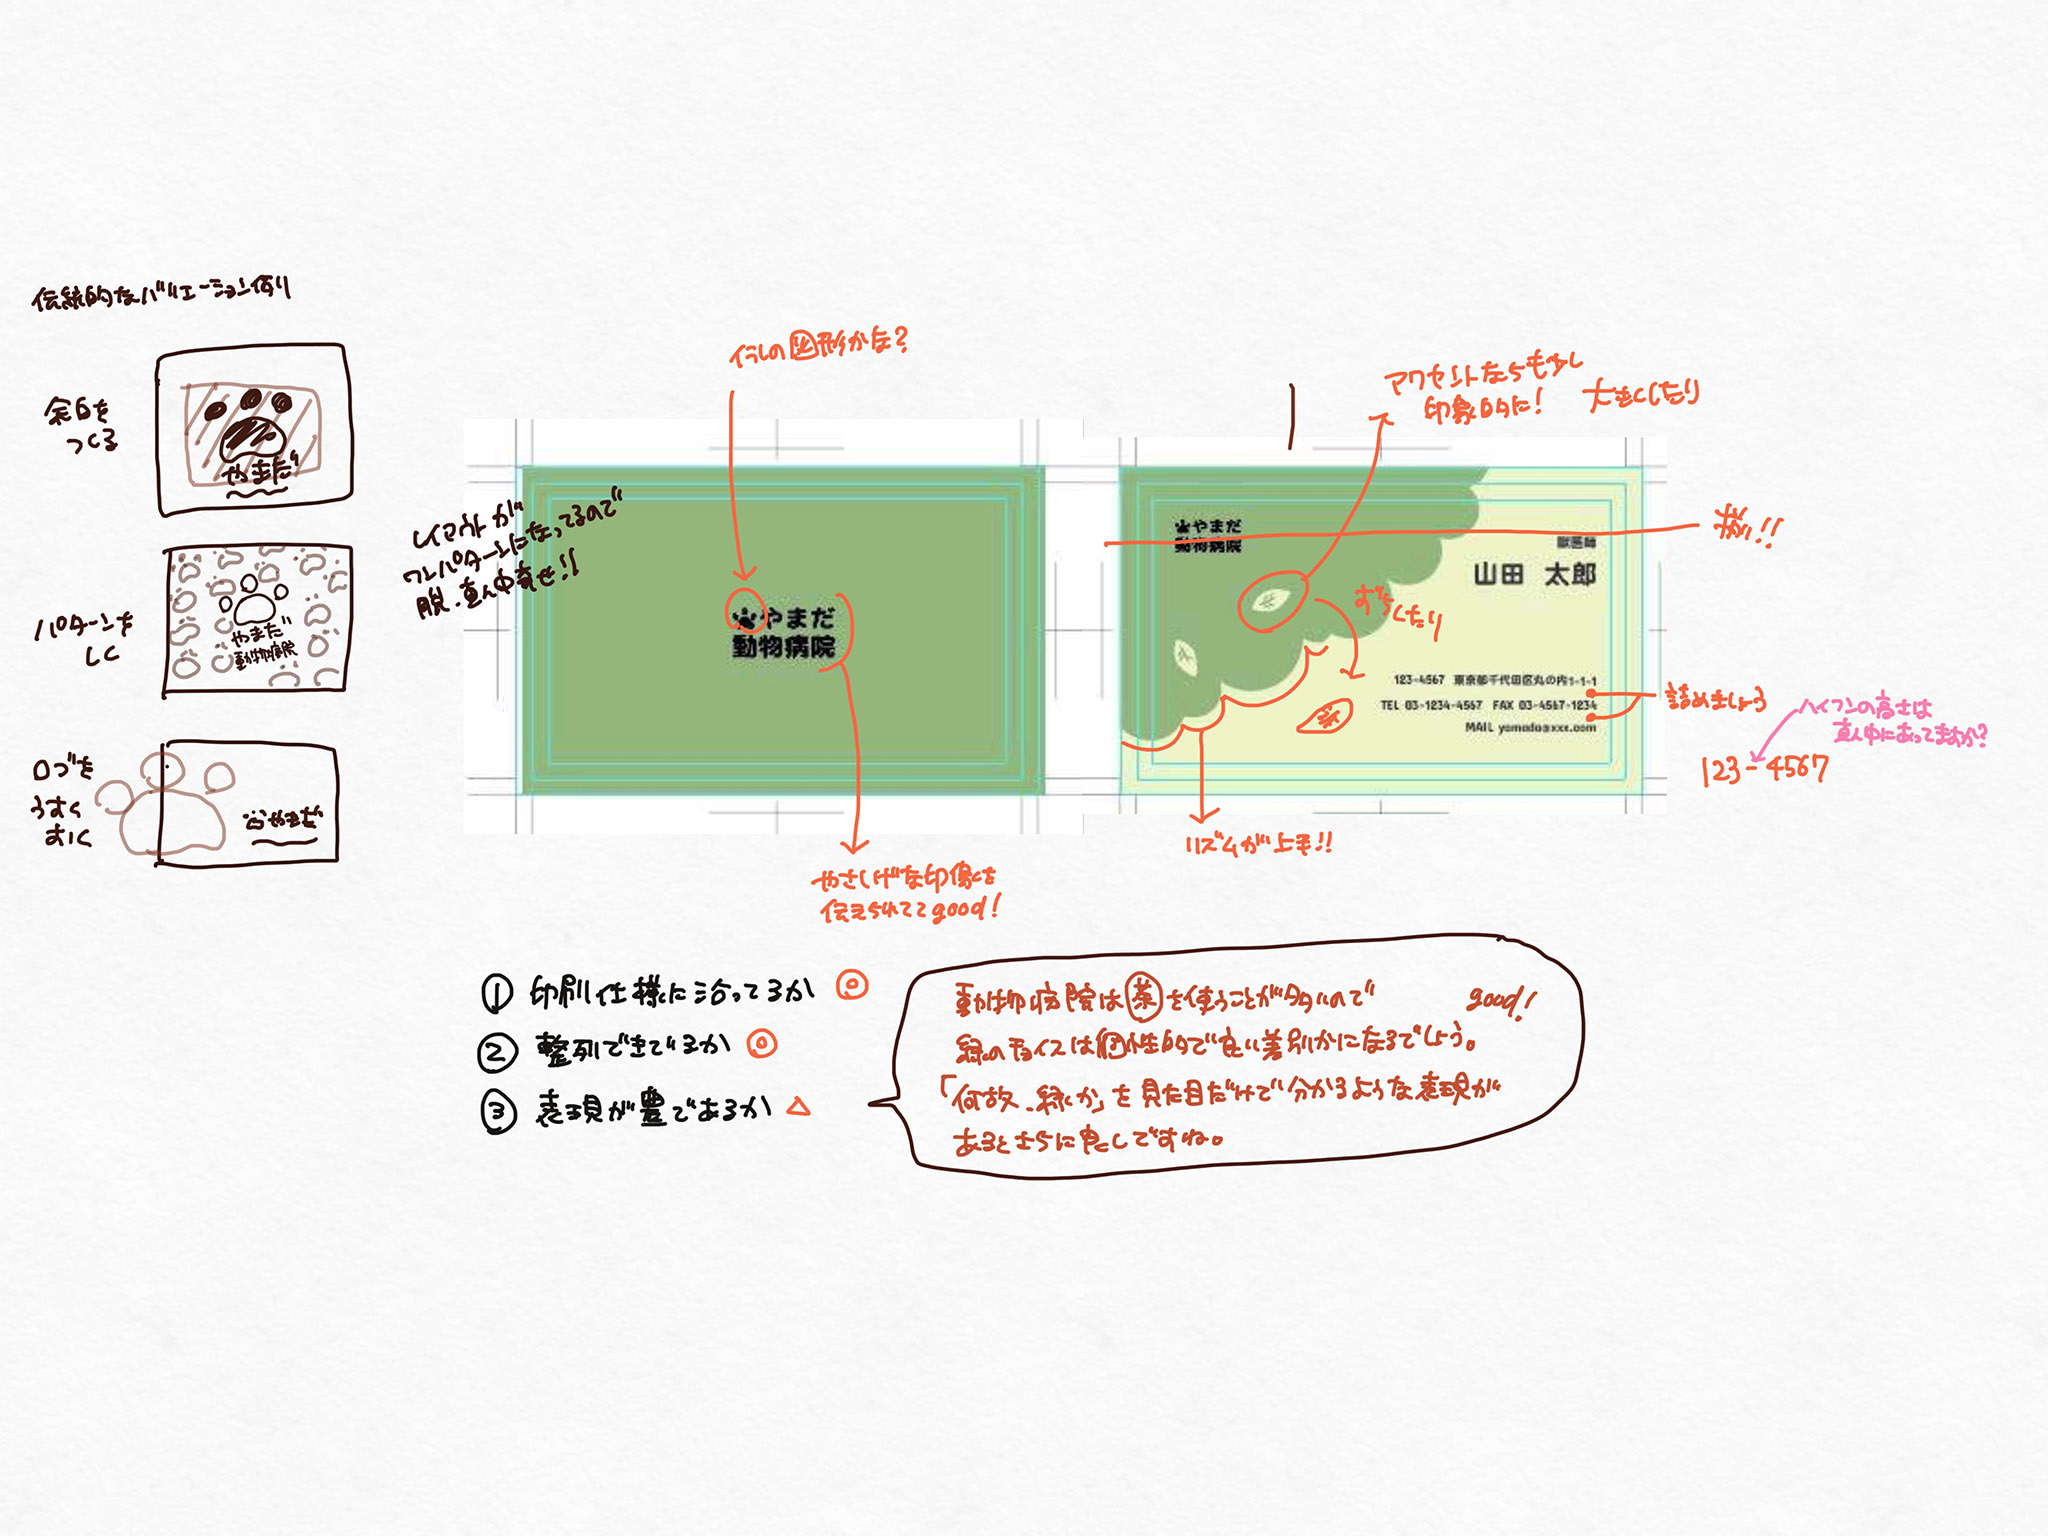 伝統的なバリエーション例
余白を
つくる
やまだ
パターンを
しく
やまだ
動物病院
ロゴを
うすく
おく
やまだ
レイアウトが
ワンパターンになってるので
脱・真ん中寄せ!!
何の図形かな?
やまだ
動物病院
やさしげな印像を
伝えられててgood!
アクセントならもう少し
印象的に! 大きくしたり
やまだ
動物病院
揃い!!
獣医師
山田 太郎
おちてたり
123-4567 東京都千代田区丸の内1-1-1
TEL 03-1234-4567 FAX 03-4567-1234
MAIL yamada@xxx.com
詰めましょう
ハイフンの高さは
真ん中にあってますか?
123-4567
リズムが上手!!
① 印刷仕様に沿ってるか ◎
② 整列できているか ◎
③ 表現が豊であるか △
動物病院は茶を使うことが多いので good!
緑のチョイスは個性的で良い差別かになるでしょう。
「何故、緑か」を見た目だけで分かるような表現が
あるとさらに良しですね。